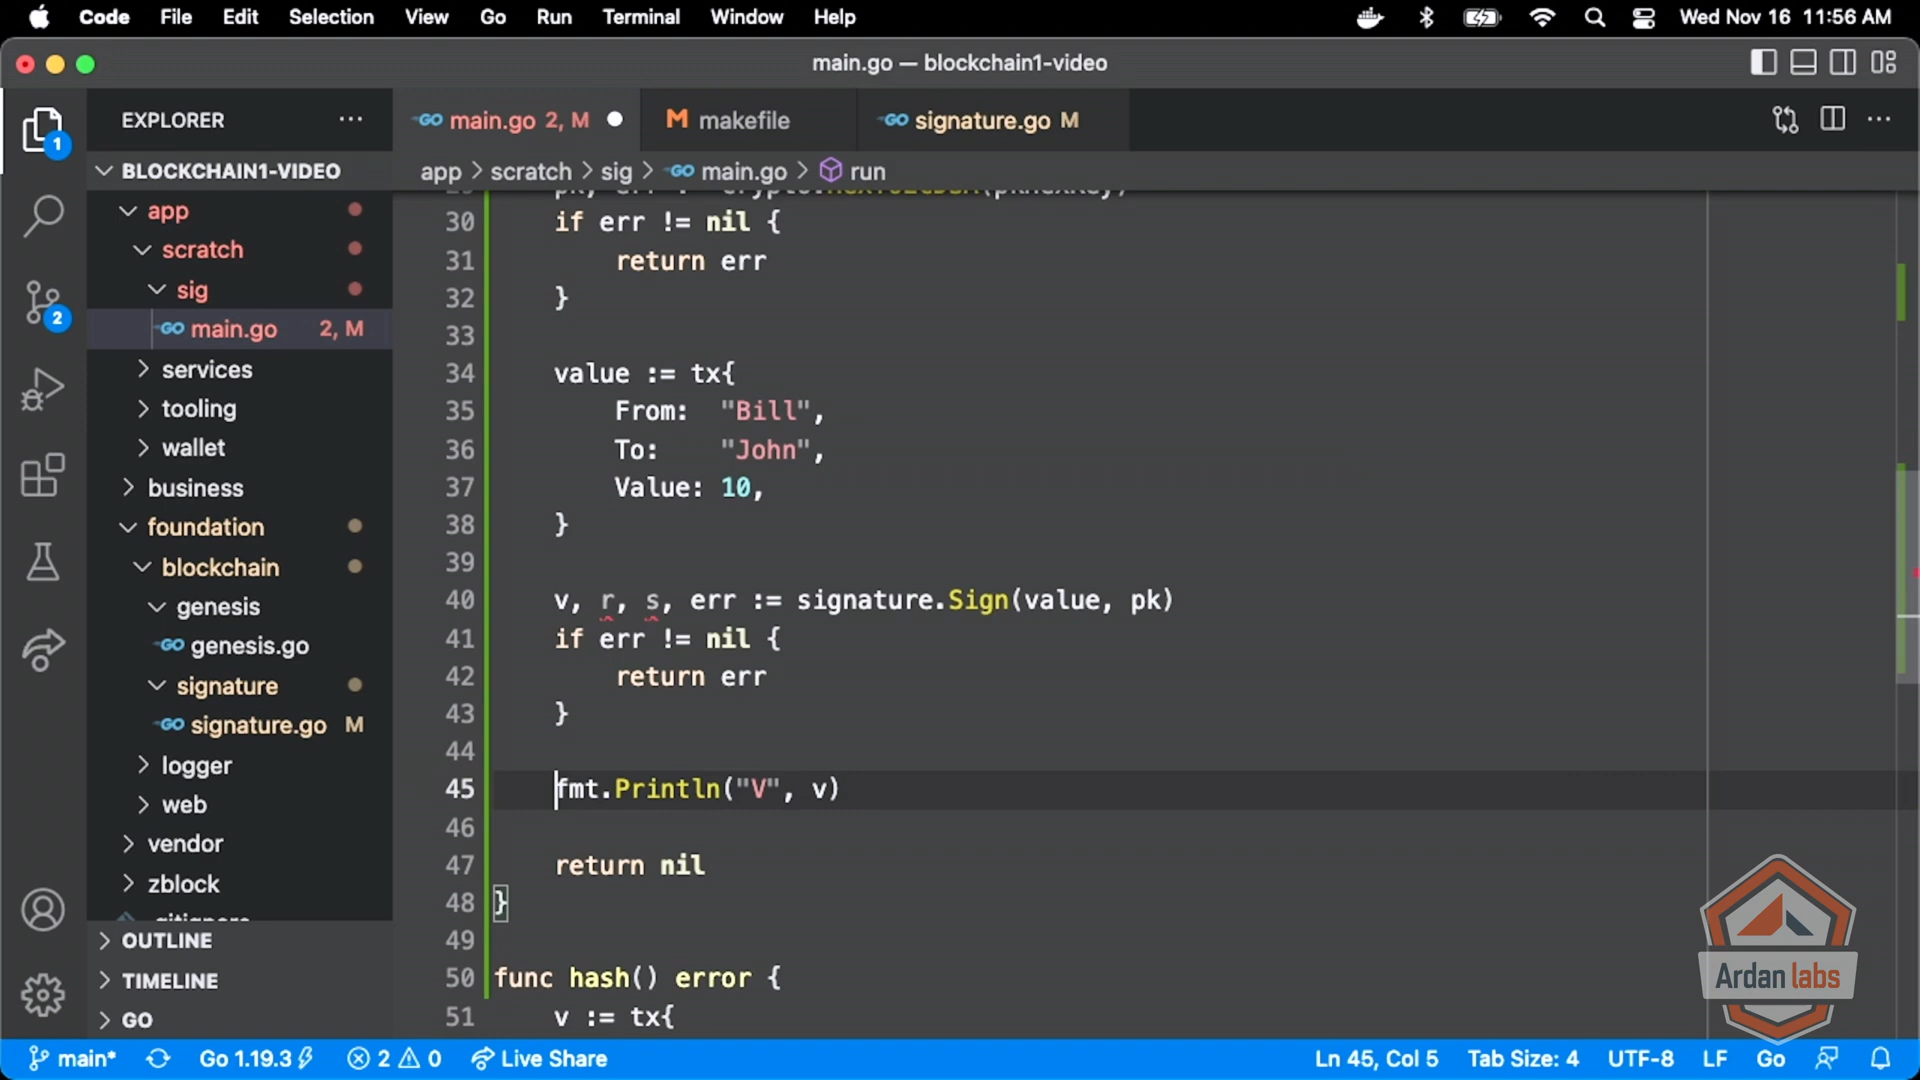 Code File Edit Selection View Go Run Terminal Window Help Wed Nov 16 11:56 AM
main.go — blockchain1-video
EXPLORER
main.go 2, M
makefile
signature.go M
BLOCKCHAIN1-VIDEO
app > scratch > sig > main.go > run
app
scratch
sig
main.go 2, M
services
tooling
wallet
business
foundation
blockchain
genesis
genesis.go
signature
signature.go M
logger
web
vendor
zblock
.gitignore
OUTLINE
TIMELINE
GO
1
2
30 if err != nil {
31 return err
32 }
33
34 value := tx{
35 From: "Bill",
36 To: "John",
37 Value: 10,
38 }
39
40 v, r, s, err := signature.Sign(value, pk)
41 if err != nil {
42 return err
43 }
44
45 fmt.Println("V", v)
46
47 return nil
48 }
49
50 func hash() error {
51 v := tx{
Ardan labs
main* Go 1.19.3 2 0 Live Share Ln 45, Col 5 Tab Size: 4 UTF-8 LF Go